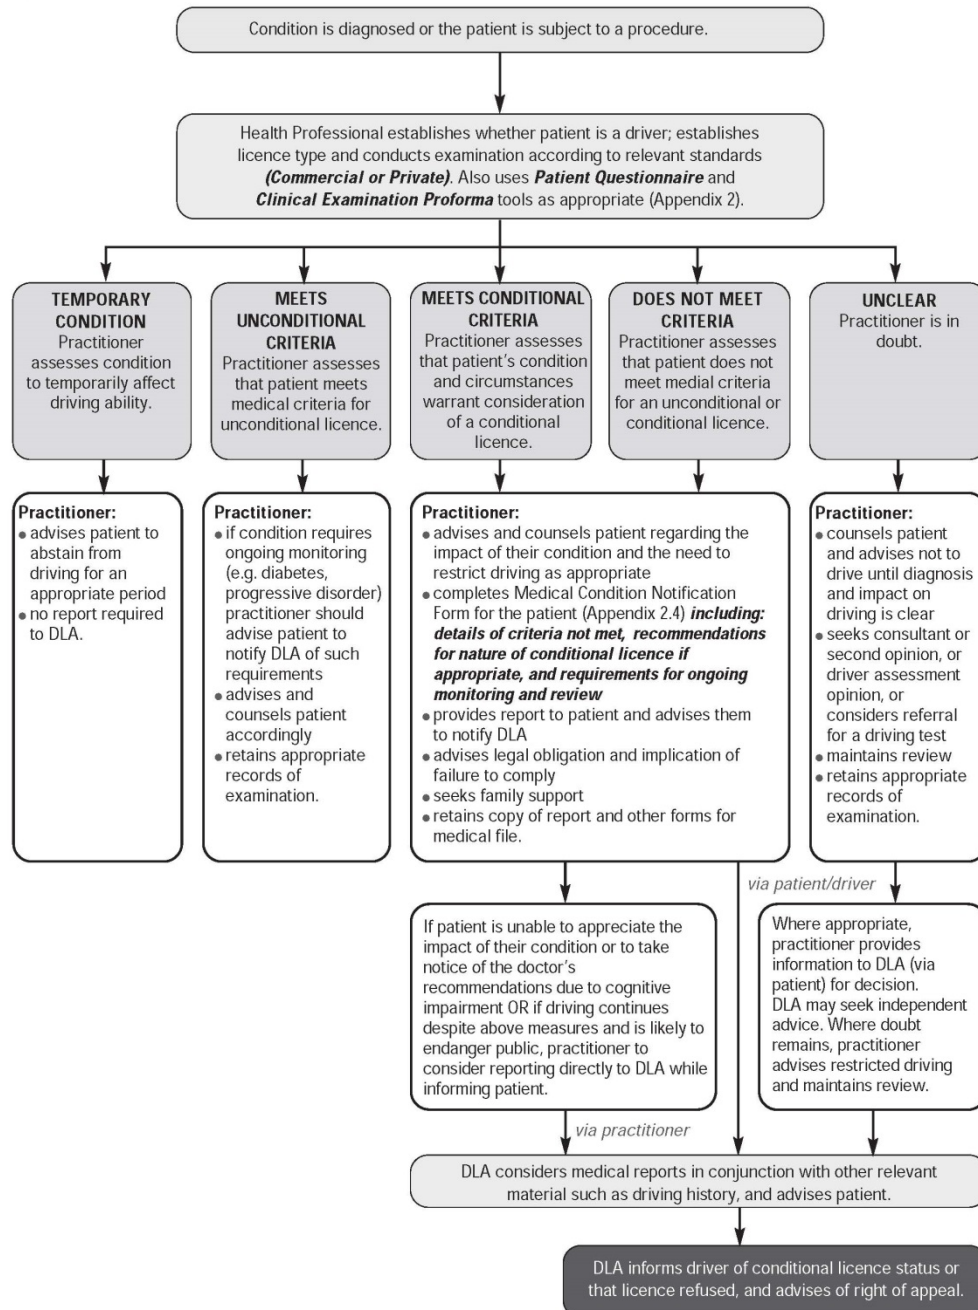 Condition is diagnosed or the patient is subject to a procedure.
Health Professional establishes whether patient is a driver; establishes
licence type and conducts examination according to relevant standards
(Commercial or Private). Also uses Patient Questionnaire and
Clinical Examination Proforma tools as appropriate (Appendix 2).
TEMPORARY
CONDITION
Practitioner
assesses condition
to temporarily affect
driving ability.
MEETS
UNCONDITIONAL
CRITERIA
Practitioner assesses
that patient meets
medical criteria for
unconditional licence.
MEETS CONDITIONAL
CRITERIA
Practitioner assesses
that patient’s condition
and circumstances
warrant consideration
of a conditional
licence.
DOES NOT MEET
CRITERIA
Practitioner assesses
that patient does not
meet medial criteria
for an unconditional or
conditional licence.
UNCLEAR
Practitioner is in
doubt.
Practitioner:
● advises patient to
abstain from
driving for an
appropriate period
● no report required
to DLA.
Practitioner:
● if condition requires
ongoing monitoring
(e.g. diabetes,
progressive disorder)
practitioner should
advise patient to
notify DLA of such
requirements
● advises and
counsels patient
accordingly
● retains appropriate
records of
examination.
Practitioner:
● advises and counsels patient regarding the
impact of their condition and the need to
restrict driving as appropriate
● completes Medical Condition Notification
Form for the patient (Appendix 2.4) including:
details of criteria not met, recommendations
for nature of conditional licence if
appropriate, and requirements for ongoing
monitoring and review
● provides report to patient and advises them
to notify DLA
● advises legal obligation and implication of
failure to comply
● seeks family support
● retains copy of report and other forms for
medical file.
Practitioner:
● counsels patient
and advises not to
drive until diagnosis
and impact on
driving is clear
● seeks consultant or
second opinion, or
driver assessment
opinion, or
considers referral
for a driving test
● maintains review
● retains appropriate
records of
examination.
via patient/driver
If patient is unable to appreciate the
impact of their condition or to take
notice of the doctor’s
recommendations due to cognitive
impairment OR if driving continues
despite above measures and is likely to
endanger public, practitioner to
consider reporting directly to DLA while
informing patient.
Where appropriate,
practitioner provides
information to DLA (via
patient) for decision.
DLA may seek independent
advice. Where doubt
remains, practitioner
advises restricted driving
and maintains review.
via practitioner
DLA considers medical reports in conjunction with other relevant
material such as driving history, and advises patient.
DLA informs driver of conditional licence status or
that licence refused, and advises of right of appeal.